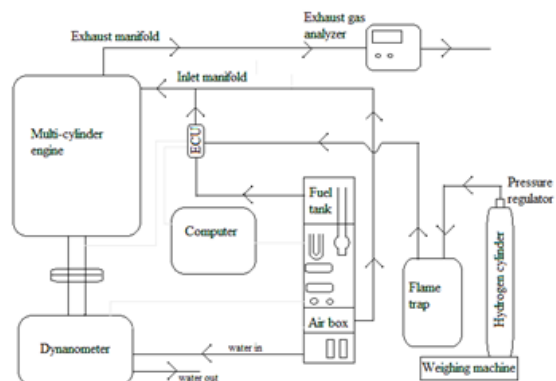 Exhaust manifold
Exhaust gas
analyzer
Inlet manifold
Multi-cylinder
engine
ECU
Fuel
tank
Pressure
regulator
Computer
Hydrogen cylinder
Flame
trap
Air box
Dynanometer
water in
water out
Weighing machine